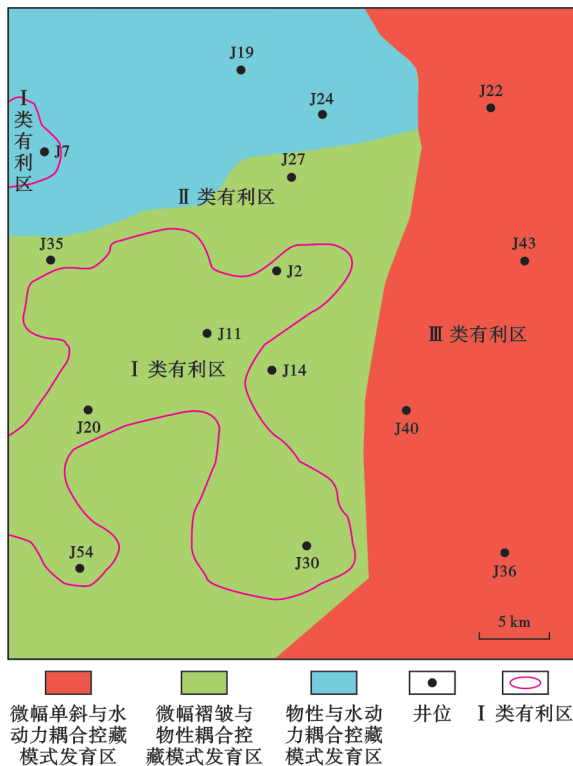 J19
J22
J24
Ⅰ
类
有
利
区
J7
J27
Ⅱ 类有利区
J35
J43
J2
J11
Ⅲ 类有利区
Ⅰ 类有利区
J14
J20
J40
J54
J30
J36
5 km
微幅单斜与水
动力耦合控藏
模式发育区
微幅褶皱与
物性耦合控
藏模式发育区
物性与水动
力耦合控藏
模式发育区
井位
Ⅰ 类有利区